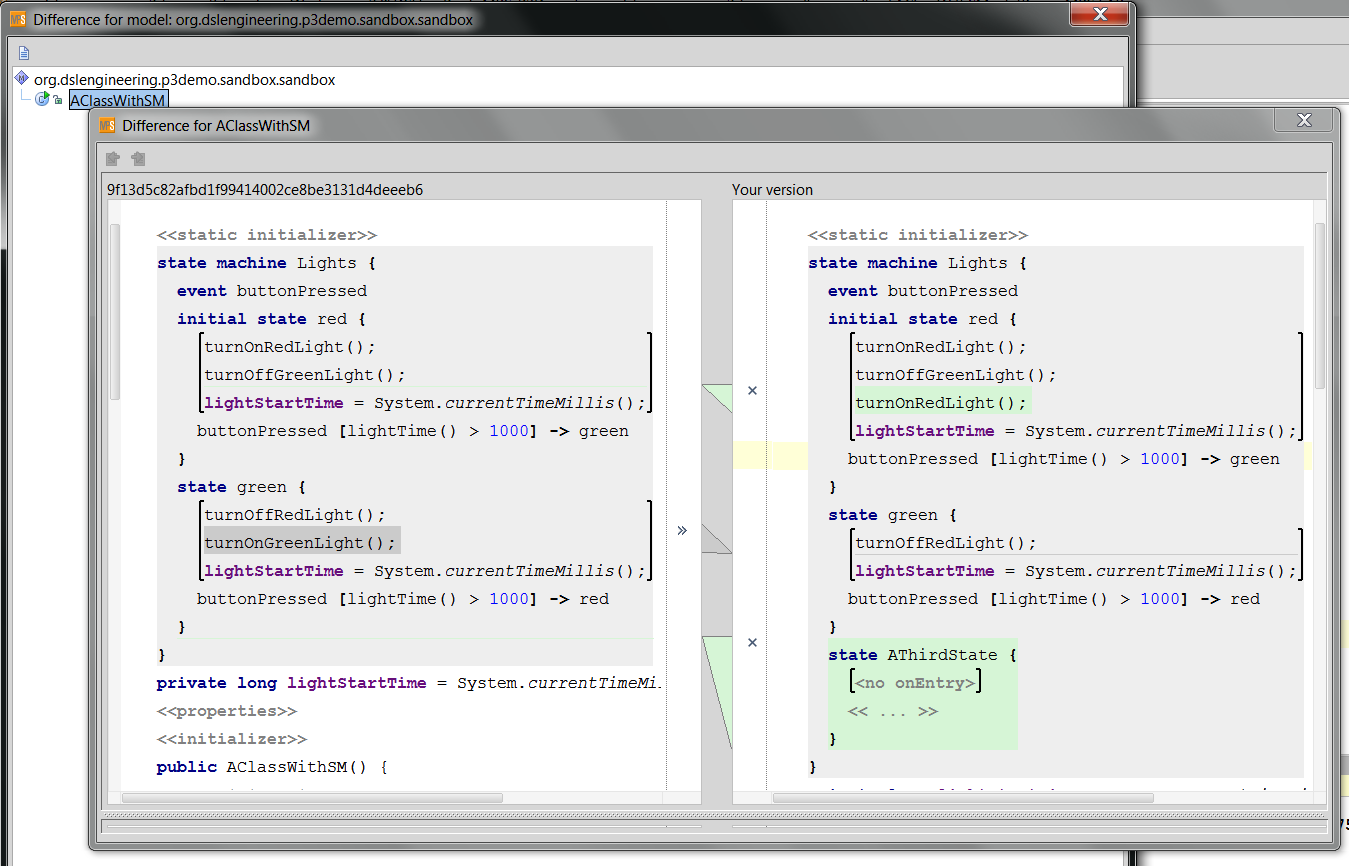 Difference for model: org.dslengineering.p3demo.sandbox.sandbox
org.dslengineering.p3demo.sandbox.sandbox
AClassWithSM
Difference for AClassWithSM
9f13d5c82afbd1f99414002ce8be3131d4deeeb6
<<static initializer>>
state machine Lights {
event buttonPressed
initial state red {
turnOnRedLight();
turnOffGreenLight();
lightStartTime = System.currentTimeMillis();
buttonPressed [lightTime() > 1000] -> green
}
state green {
turnOffRedLight();
turnOnGreenLight();
lightStartTime = System.currentTimeMillis();
buttonPressed [lightTime() > 1000] -> red
}
}
private long lightStartTime = System.currentTimeMi
<<properties>>
<<initializer>>
public AClassWithSM() {
Your version
<<static initializer>>
state machine Lights {
event buttonPressed
initial state red {
turnOnRedLight();
turnOffGreenLight();
turnOnRedLight();
lightStartTime = System.currentTimeMillis();
buttonPressed [lightTime() > 1000] -> green
}
state green {
turnOffRedLight();
lightStartTime = System.currentTimeMillis();
buttonPressed [lightTime() > 1000] -> red
}
state AThirdState {
<no onEntry>
<< ... >>
}
}